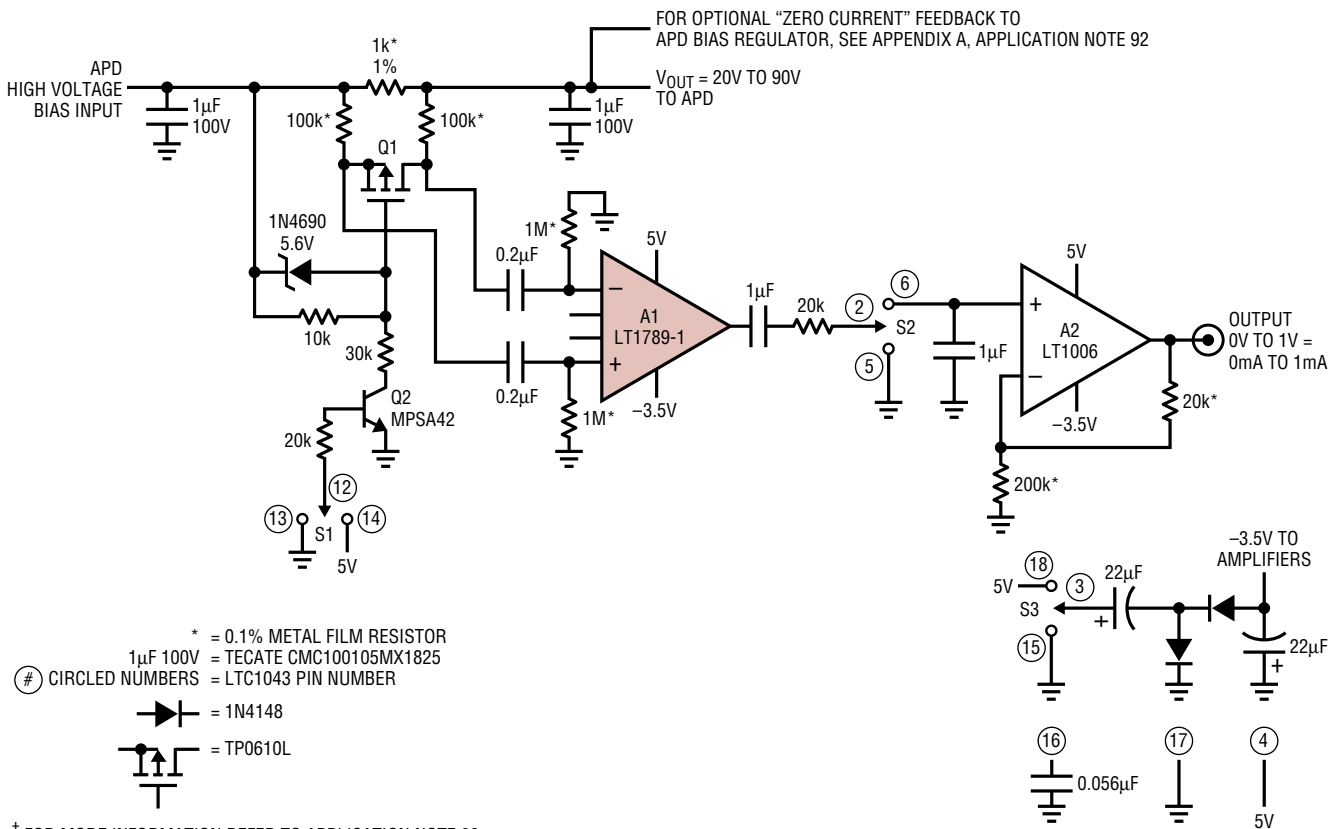 FOR OPTIONAL “ZERO CURRENT” FEEDBACK TO
APD BIAS REGULATOR, SEE APPENDIX A, APPLICATION NOTE 92
1k*
1%
APD
HIGH VOLTAGE
BIAS INPUT
VOUT = 20V TO 90V
TO APD
1µF
100V
100k*
100k*
1µF
100V
Q1
1N4690
5.6V
1M*
5V
0.2µF
10k
30k
−
A1
LT1789-1
+
0.2µF
1M*
−3.5V
1µF
20k
2
6
S2
5
1µF
5V
+
A2
LT1006
−
−3.5V
OUTPUT
0V TO 1V =
0mA TO 1mA
20k*
200k*
Q2
MPSA42
20k
12
13
S1
14
5V
−3.5V TO
AMPLIFIERS
18
5V
3
22µF
S3
+
15
22µF
+
16
17
4
0.056µF
5V
* = 0.1% METAL FILM RESISTOR
1µF 100V = TECATE CMC100105MX1825
# CIRCLED NUMBERS = LTC1043 PIN NUMBER
= 1N4148
= TP0610L